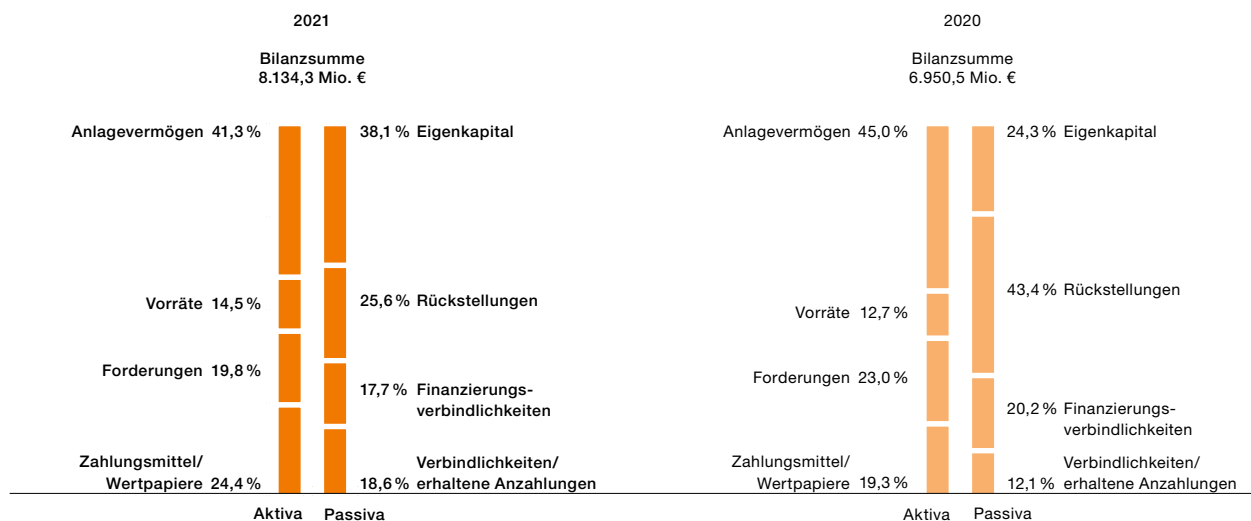 2021
Bilanzsumme
8.134,3 Mio. €
Anlagevermögen 41,3 %
38,1 % Eigenkapital
Vorräte 14,5 %
25,6 % Rückstellungen
Forderungen 19,8 %
17,7 % Finanzierungs-
verbindlichkeiten
Zahlungsmittel/
Wertpapiere 24,4 %
Verbindlichkeiten/
18,6 % erhaltene Anzahlungen
Aktiva Passiva
2020
Bilanzsumme
6.950,5 Mio. €
Anlagevermögen 45,0 %
24,3 % Eigenkapital
Vorräte 12,7 %
43,4 % Rückstellungen
Forderungen 23,0 %
20,2 % Finanzierungs-
verbindlichkeiten
Zahlungsmittel/
Wertpapiere 19,3 %
Verbindlichkeiten/
12,1 % erhaltene Anzahlungen
Aktiva Passiva